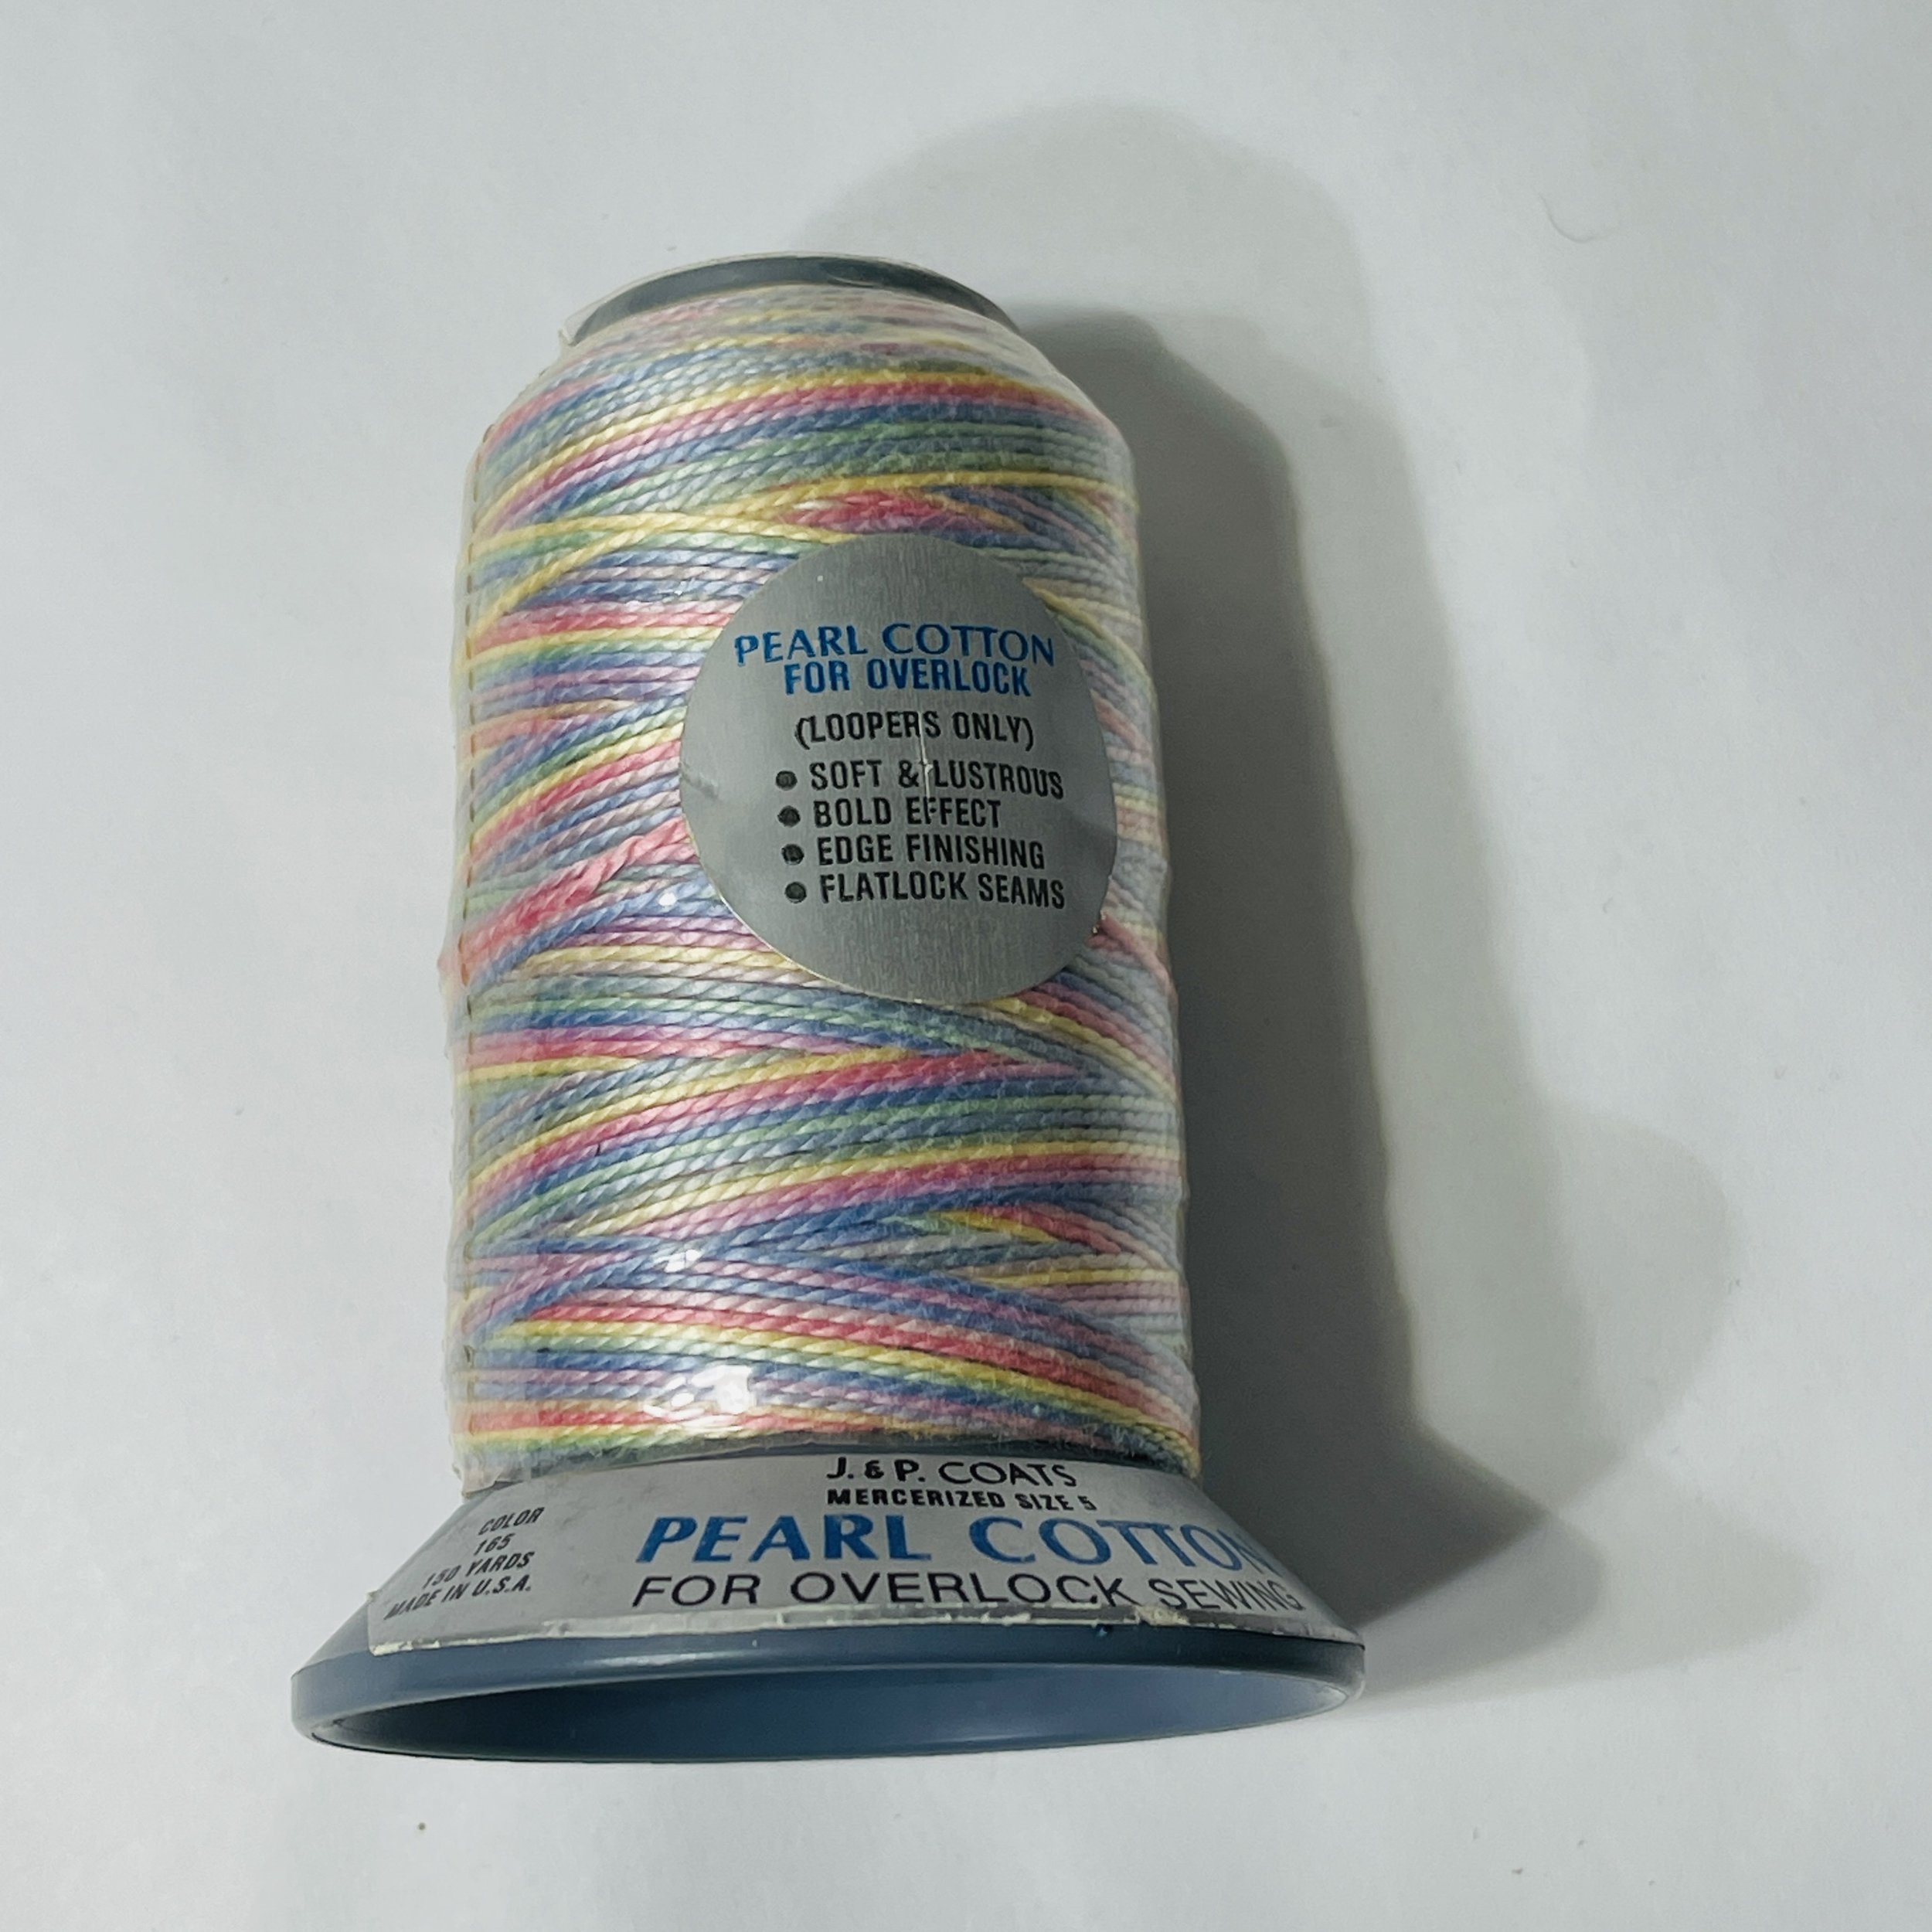 PEARL COTTON
FOR OVERLOCK
(LOOPERS ONLY)
• SOFT & LUSTROUS
• BOLD EFFECT
• EDGE FINISHING
• FLATLOCK SEAMS
J. & P. COATS
MERCERIZED SIZE 5
PEARL COTTON
FOR OVERLOCK SEWING
COLOR
165
150 YARDS
MADE IN U.S.A.